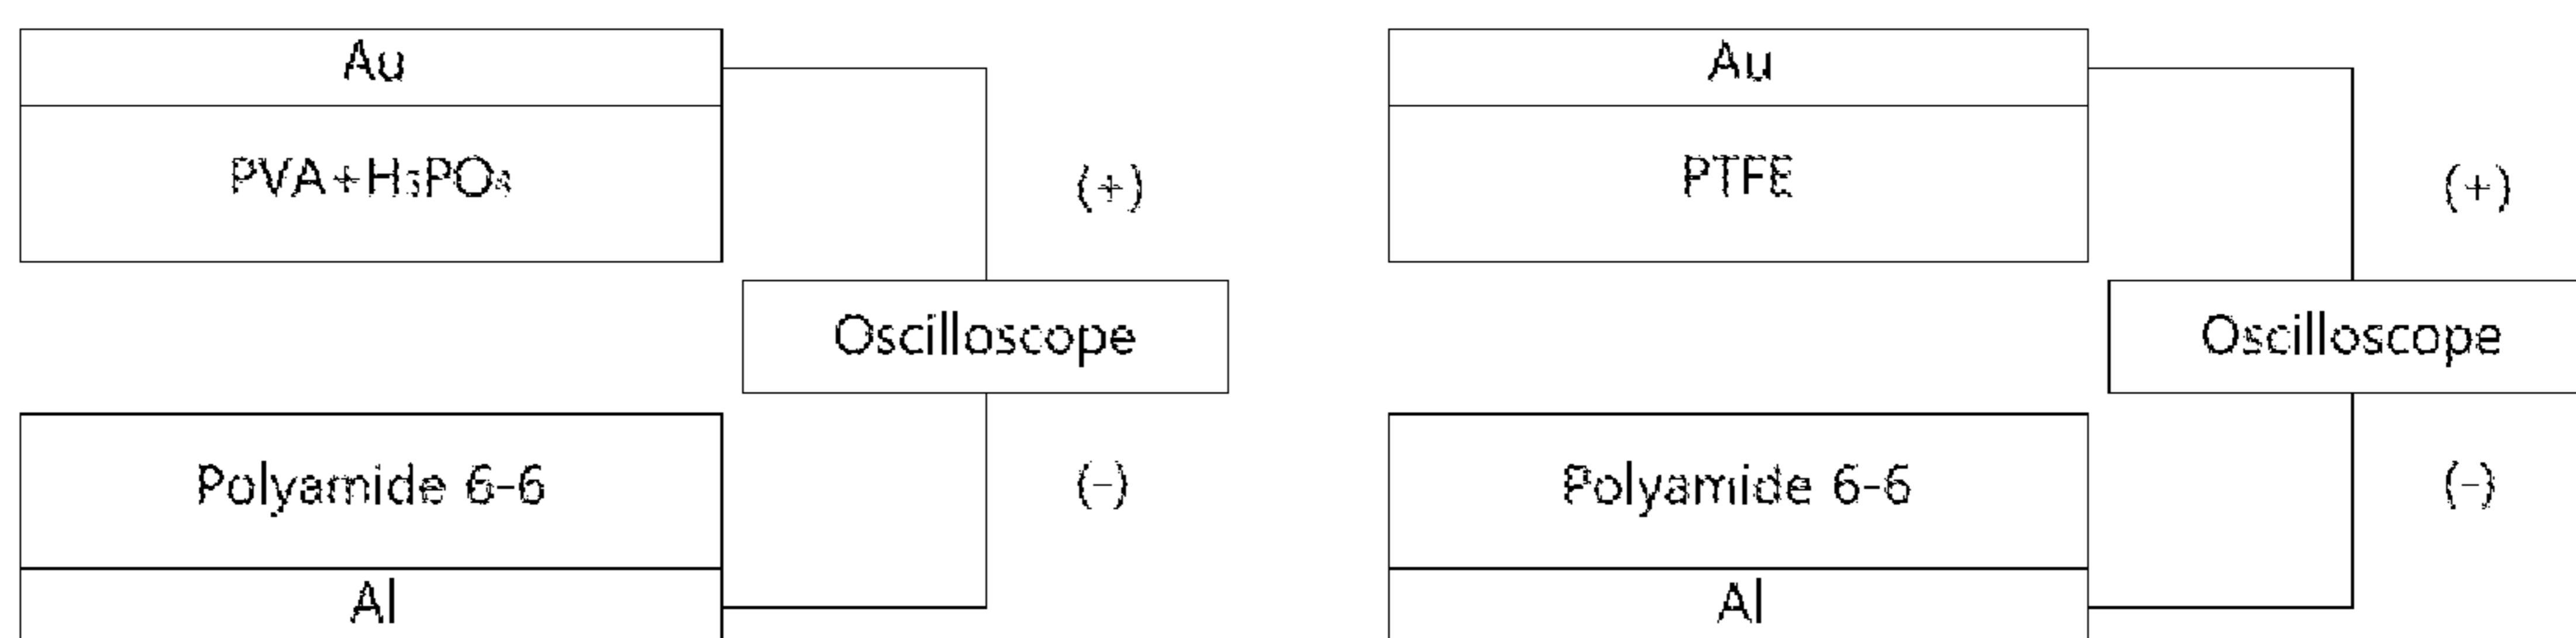 Au
PVA+H₃PO₄
(+)
Oscilloscope
Polyamide 6-6
(-)
Al
Au
PTFE
(+)
Oscilloscope
Polyamide 6-6
(-)
Al